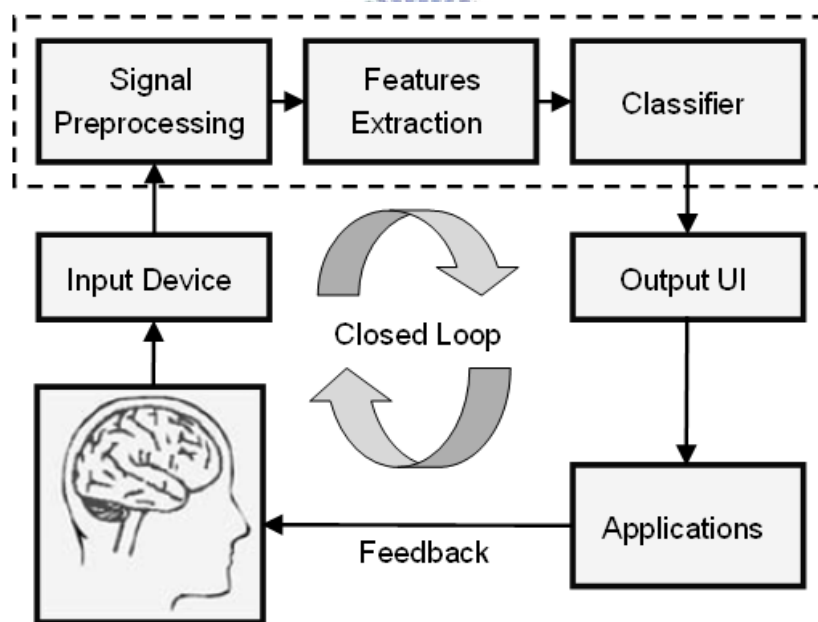 Signal
Preprocessing
Features
Extraction
Classifier
Input Device
Output UI
Closed Loop
Applications
Feedback